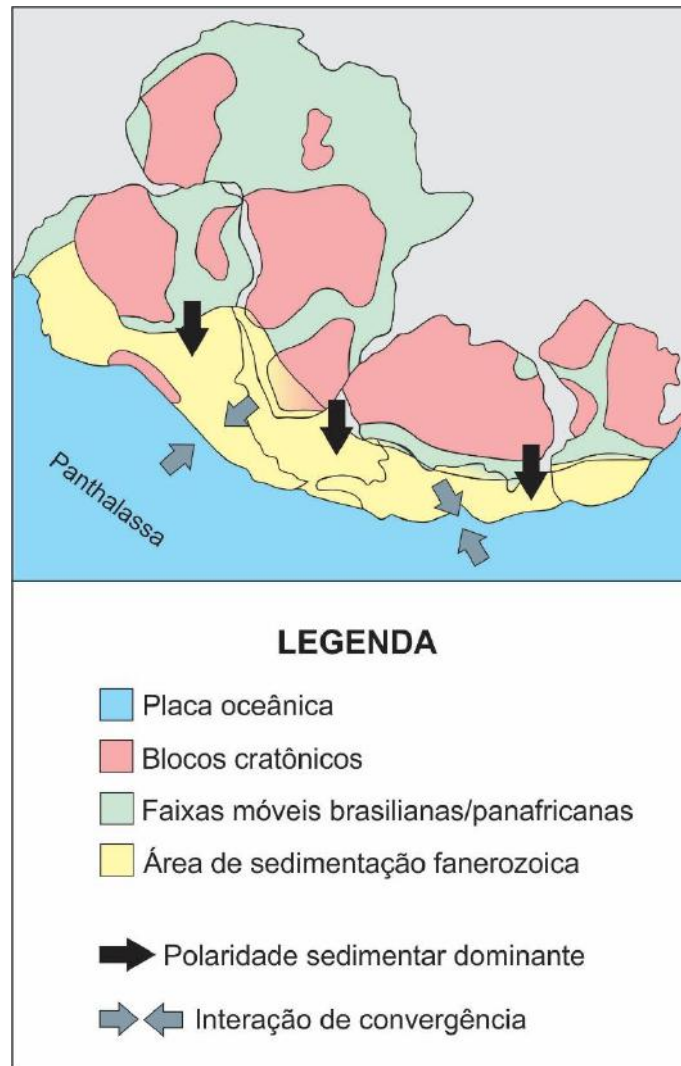 Panthalassa
LEGENDA
Placa oceânica
Blocos cratônicos
Faixas móveis brasilianas/panafricanas
Área de sedimentação fanerozoica
Polaridade sedimentar dominante
Interação de convergência